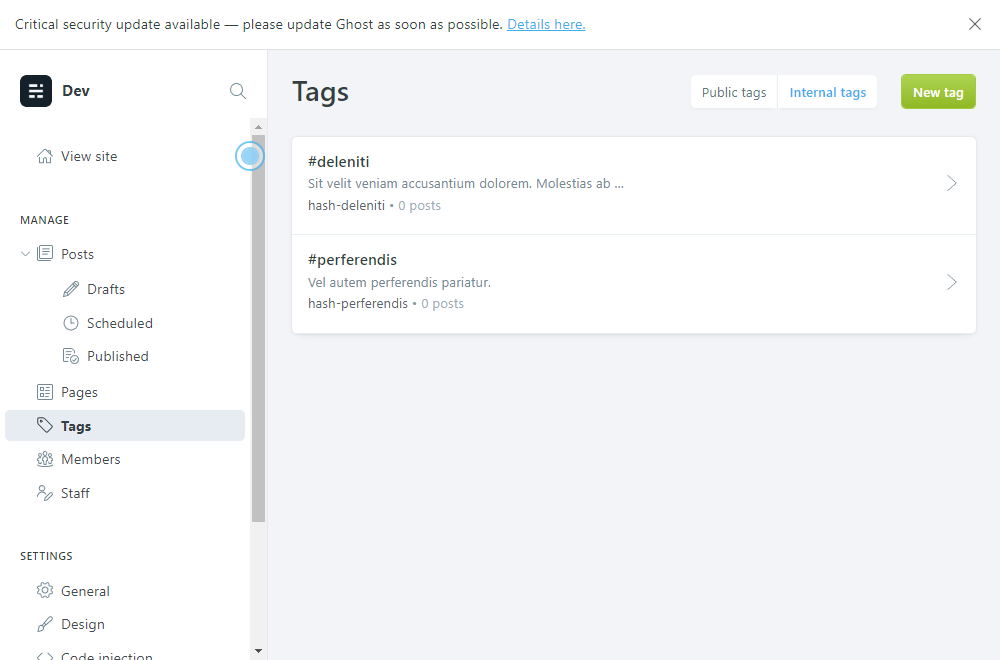 Critical security update available — please update Ghost as soon as possible. Details here.
Dev
View site
MANAGE
Posts
Drafts
Scheduled
Published
Pages
Tags
Members
Staff
SETTINGS
General
Design
Code injection
Tags
Public tags
Internal tags
New tag
#deleniti
Sit velit veniam accusantium dolorem. Molestias ab ...
hash-deleniti • 0 posts
#perferendis
Vel autem perferendis pariatur.
hash-perferendis • 0 posts